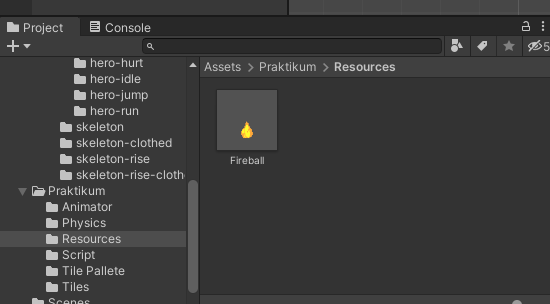 Project
Console
5
hero-hurt
hero-idle
hero-jump
hero-run
skeleton
skeleton-clothed
skeleton-rise
skeleton-rise-clothe
Praktikum
Animator
Physics
Resources
Script
Tile Pallete
Tiles
Scenes
Assets > Praktikum > Resources
Fireball